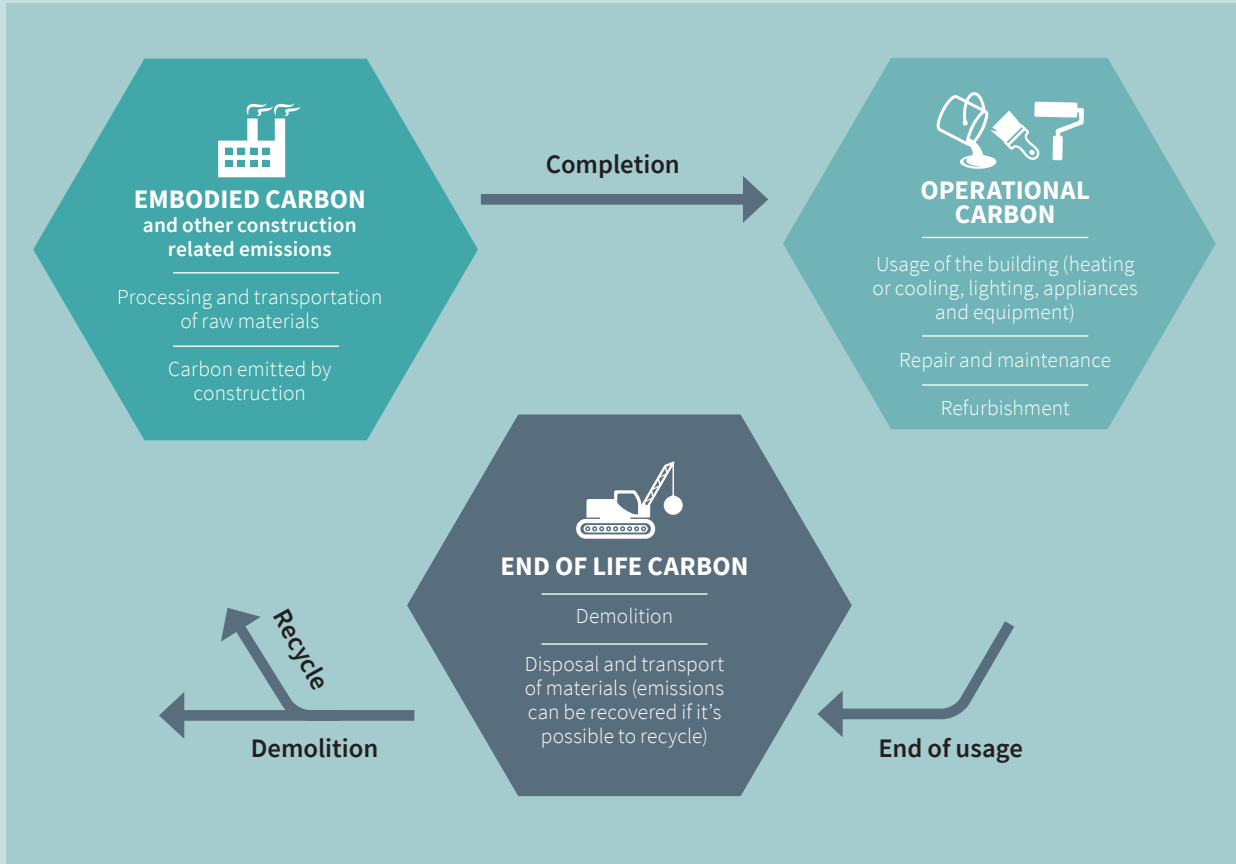 EMBODIED CARBON
and other construction
related emissions
Processing and transportation
of raw materials
Carbon emitted by
construction
Completion
OPERATIONAL
CARBON
Usage of the building (heating
or cooling, lighting, appliances
and equipment)
Repair and maintenance
Refurbishment
END OF LIFE CARBON
Demolition
Disposal and transport
of materials (emissions
can be recovered if it's
possible to recycle)
End of usage
Recycle
Demolition